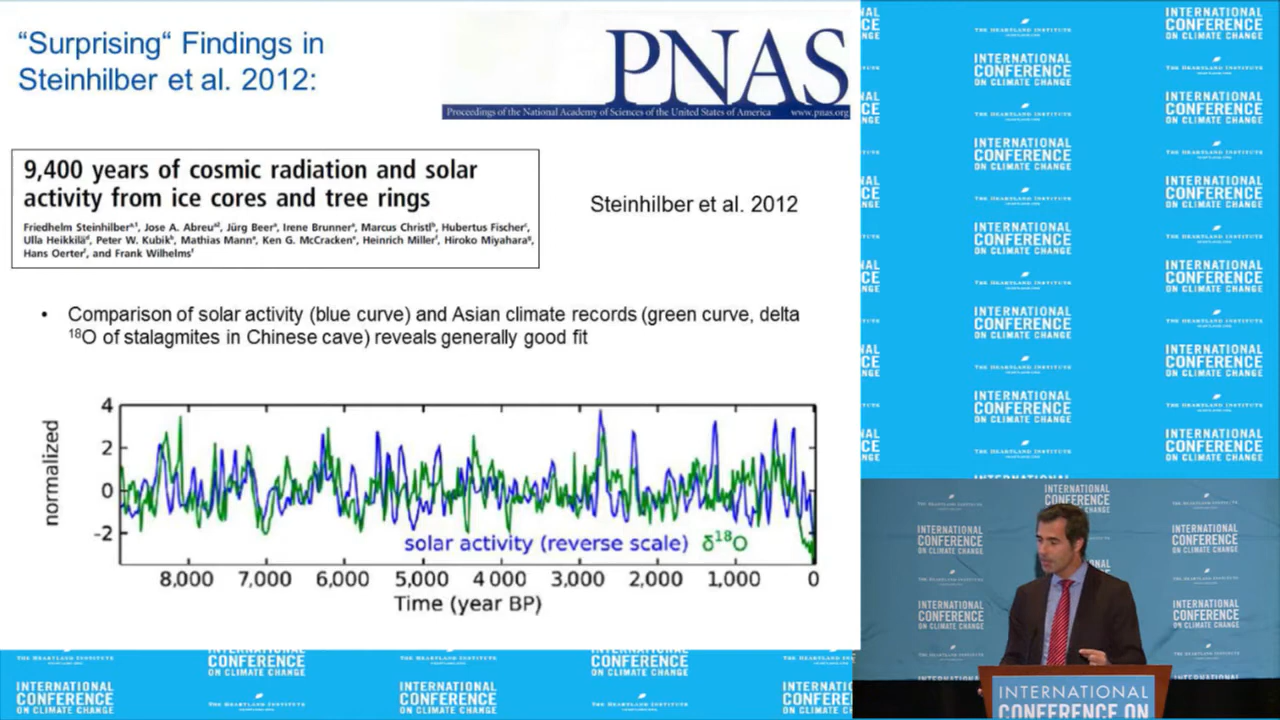 “Surprising“ Findings in
Steinhilber et al. 2012:
PNAS
Proceedings of the National Academy of Sciences of the United States of America www.pnas.org
9,400 years of cosmic radiation and solar
activity from ice cores and tree rings
Friedhelm Steinhilber, Jose A. Abreu, Jürg Beer, Irene Brunner, Marcus Christl, Hubertus Fischer,
Ulla Heikkilä, Peter W. Kubik, Mathias Mann, Ken G. McCracken, Heinrich Miller, Hiroko Miyahara,
Hans Oerter, and Frank Wilhelms
Steinhilber et al. 2012
• Comparison of solar activity (blue curve) and Asian climate records (green curve, delta
18O of stalagmites in Chinese cave) reveals generally good fit
normalized
4
2
0
-2
solar activity (reverse scale) δ18O
8,000 7,000 6,000 5,000 4 000 3,000 2,000 1,000 0
Time (year BP)
THE HEARTLAND INSTITUTE
INTERNATIONAL
CONFERENCE
ON CLIMATE CHANGE
INTERNATIONAL
CONFERENCE ON